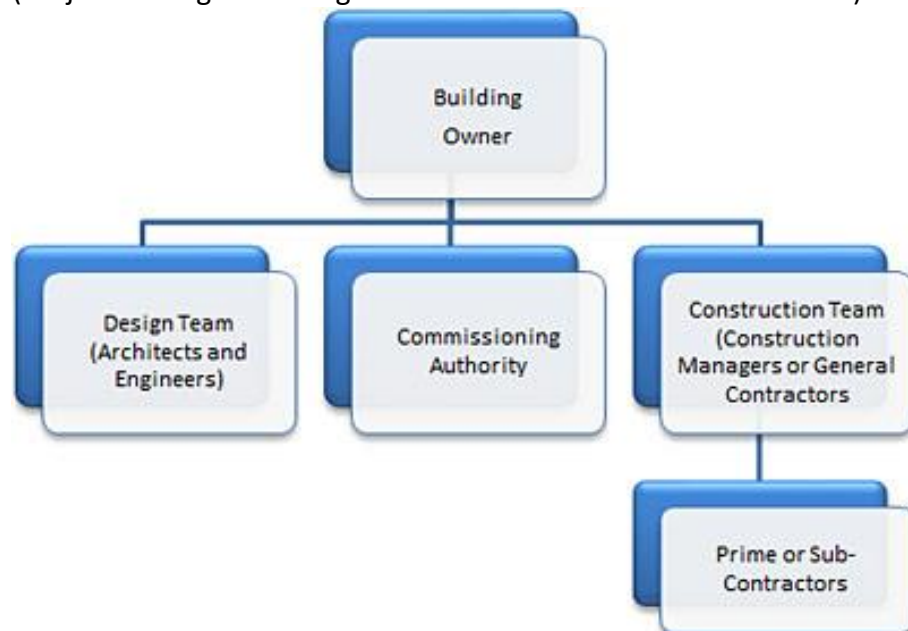 Building
Owner
Design Team
(Architects and
Engineers)
Commissioning
Authority
Construction Team
(Construction
Managers or General
Contractors
Prime or Sub-
Contractors